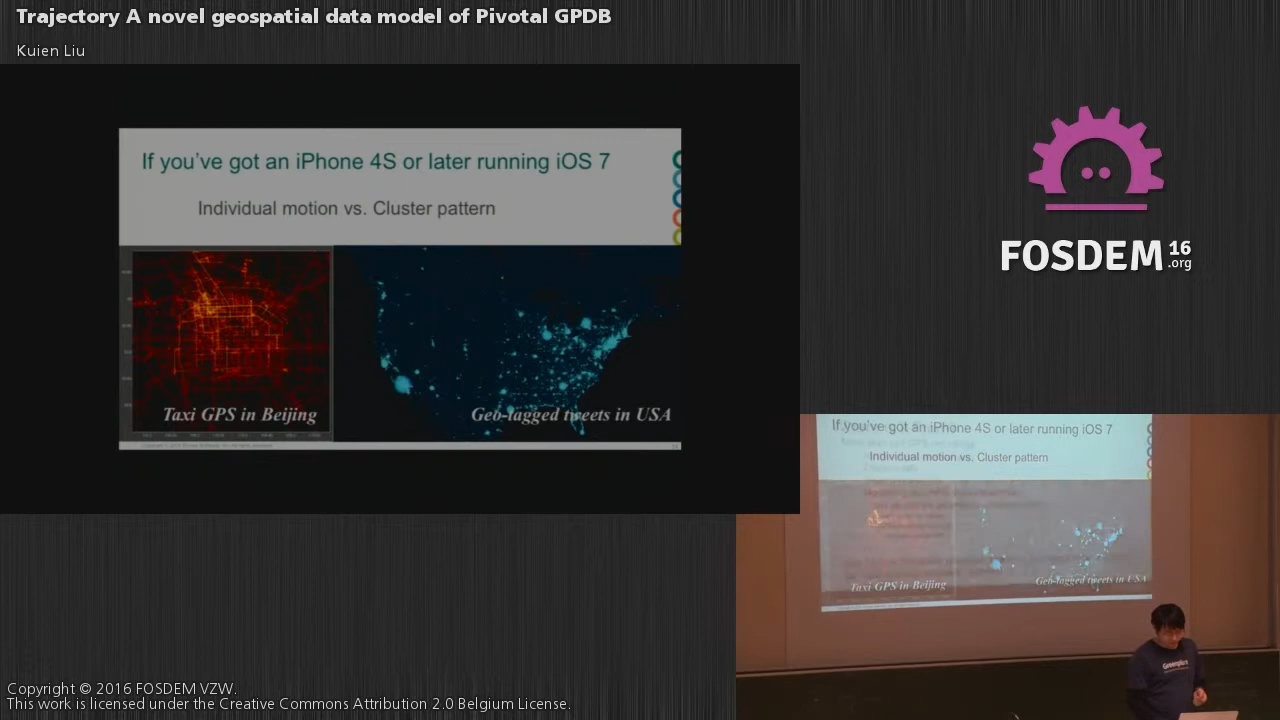 Trajectory A novel geospatial data model of Pivotal GPDB
Kuien Liu
If you've got an iPhone 4S or later running iOS 7
Individual motion vs. Cluster pattern
Taxi GPS in Beijing
Geo-tagged tweets in USA
FOSDEM 16 .org
If you've got an iPhone 4S or later running iOS 7
Individual motion vs. Cluster pattern
Taxi GPS in Beijing
Geo-tagged tweets in USA
Greenplum
Copyright © 2016 FOSDEM VZW.
This work is licensed under the Creative Commons Attribution 2.0 Belgium License.